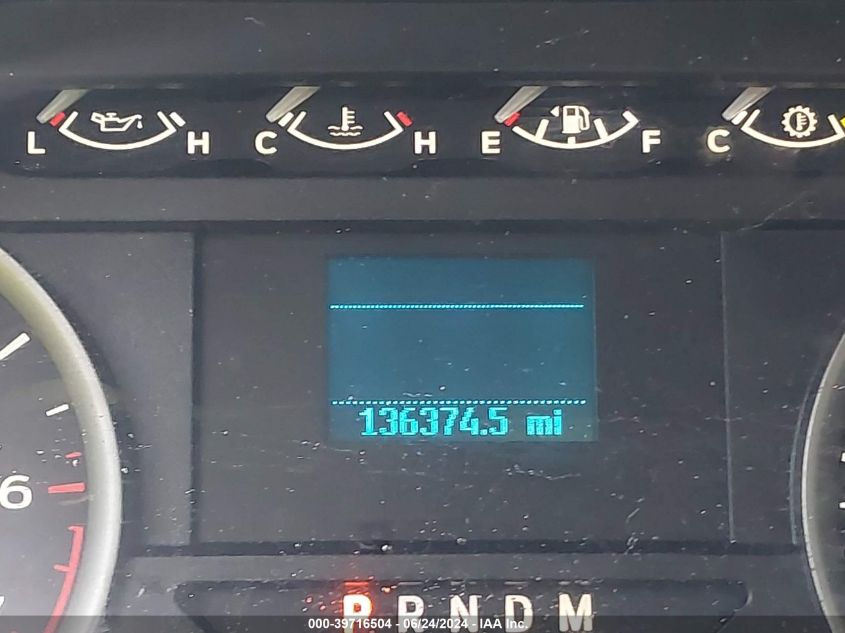 L H C H E F C
136374.5 mi
6
P R N D M
000-39716504 - 06/24/2024 - IAA Inc.